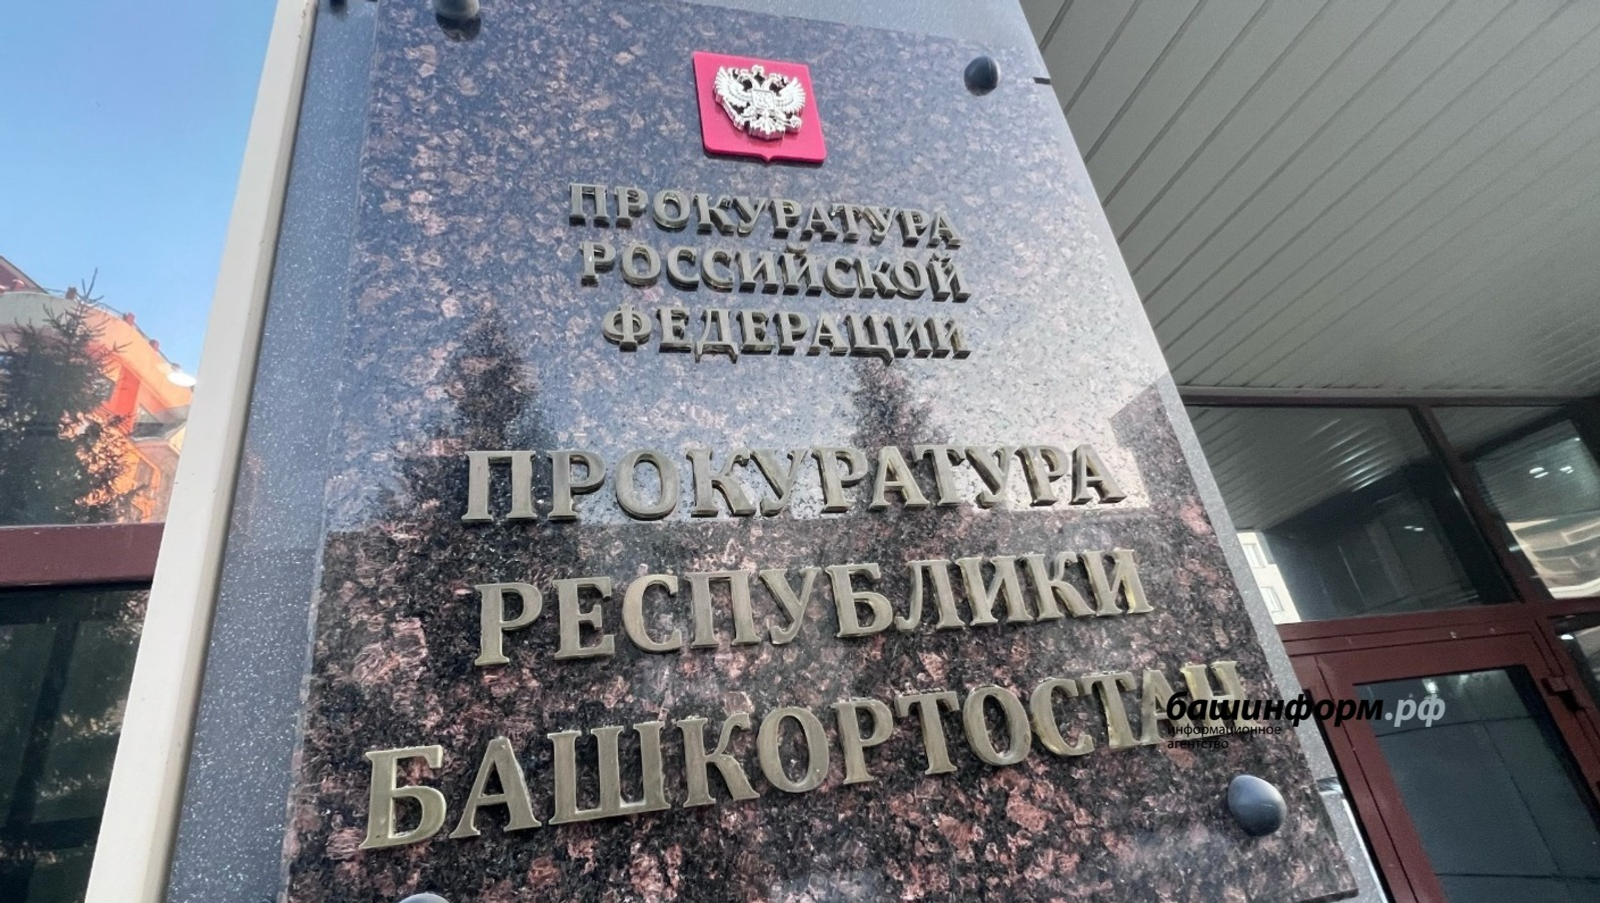 ПРОКУРАТУРА
РОССИЙСКОЙ
ФЕДЕРАЦИИ
ПРОКУРАТУРА
РЕСПУБЛИКИ
БАШКОРТОСТАН
башинформ.рф
информационное
агентство